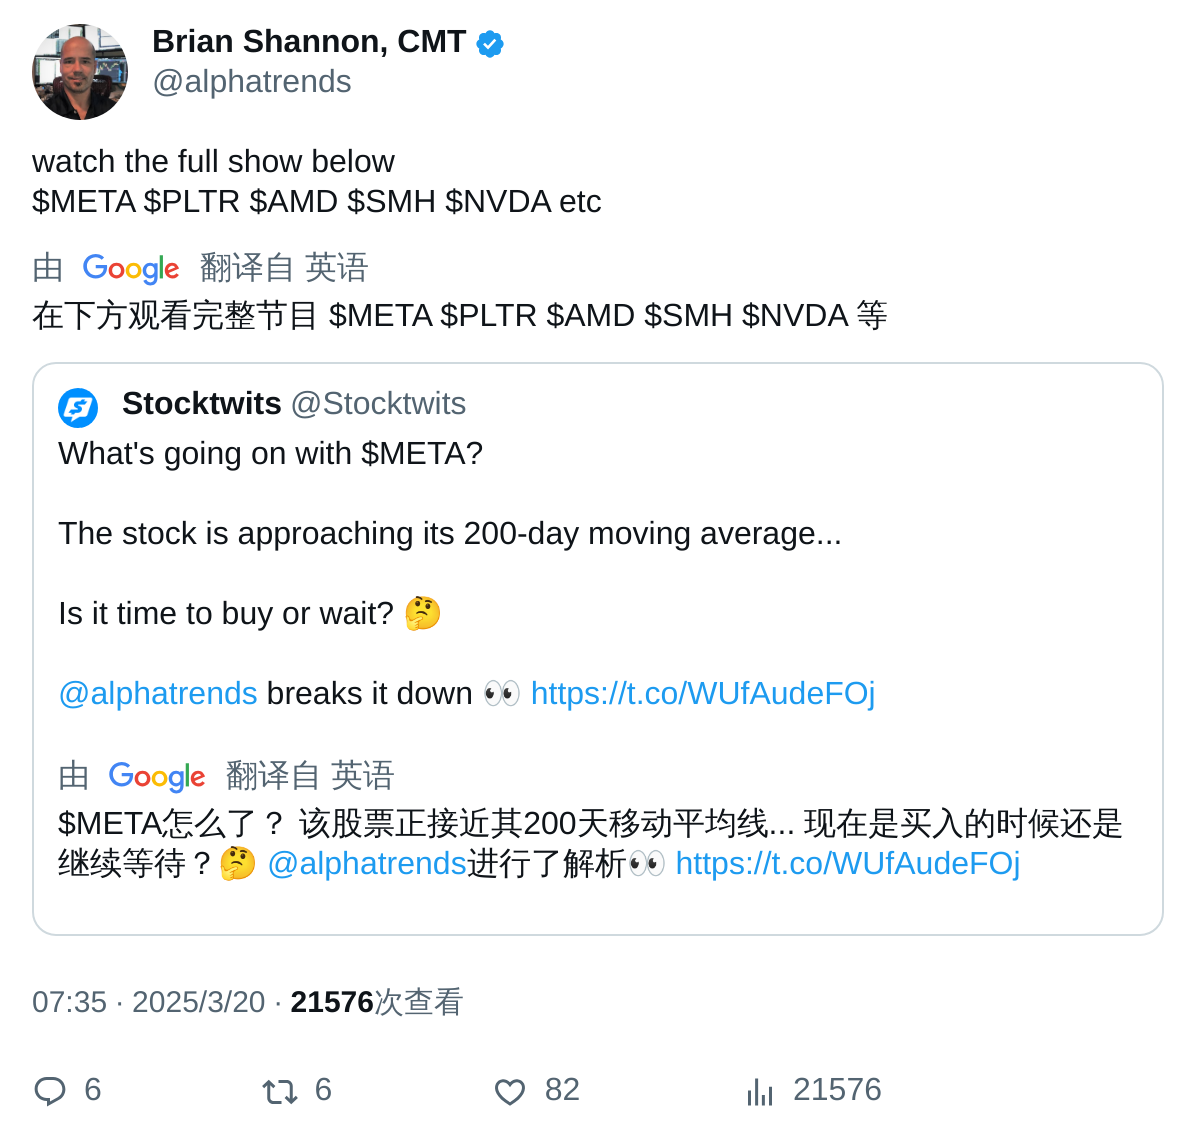 Brian Shannon, CMT
@alphatrends
watch the full show below
$META $PLTR $AMD $SMH $NVDA etc
由 Google 翻译自 英语
在下方观看完整节目 $META $PLTR $AMD $SMH $NVDA 等
Stocktwits @Stocktwits
What's going on with $META?
The stock is approaching its 200-day moving average...
Is it time to buy or wait? 🤔
@alphatrends breaks it down 👀 https://t.co/WUfAudeFOj
由 Google 翻译自 英语
$META怎么了？ 该股票正接近其200天移动平均线... 现在是买入的时候还是
继续等待？🤔 @alphatrends进行了解析👀 https://t.co/WUfAudeFOj
07:35 · 2025/3/20 · 21576次查看
6 6 82 21576